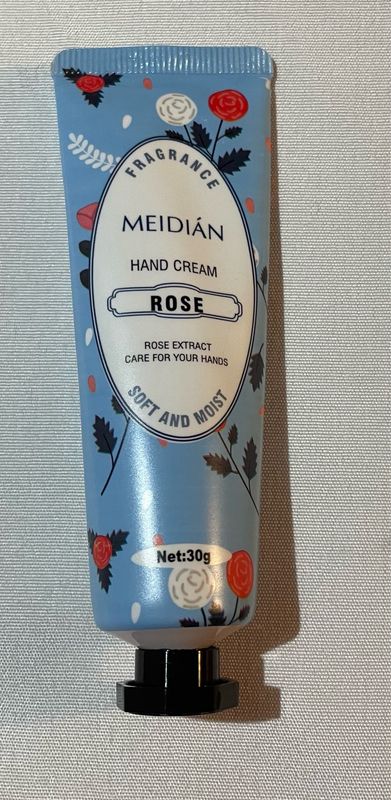 FRAGRANCE
MEIDIÁN
HAND CREAM
ROSE
ROSE EXTRACT
CARE FOR YOUR HANDS
SOFT AND MOIST
Net:30g